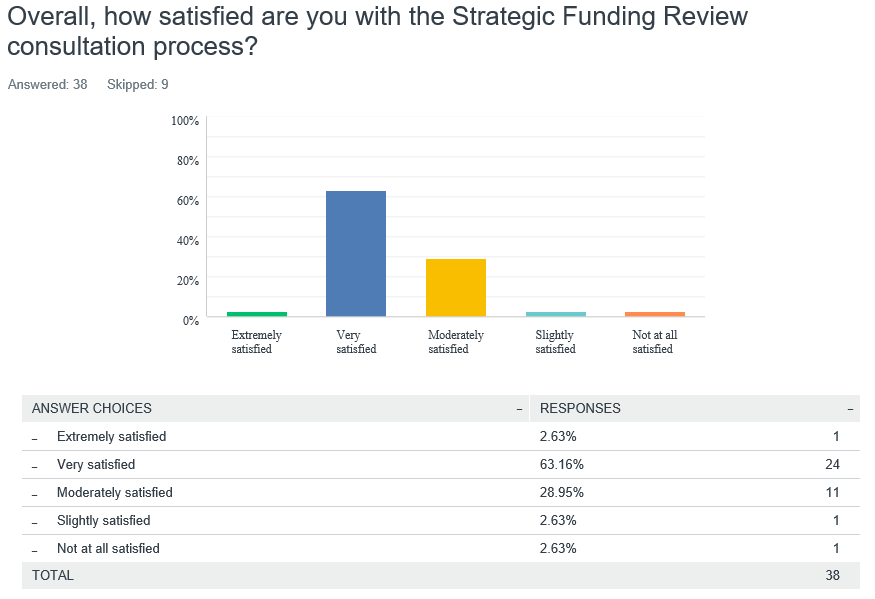 Overall, how satisfied are you with the Strategic Funding Review
consultation process?
Answered: 38 Skipped: 9
100%
80%
60%
40%
20%
0%
Extremely satisfied
Very satisfied
Moderately satisfied
Slightly satisfied
Not at all satisfied
ANSWER CHOICES – RESPONSES –
– Extremely satisfied 2.63% 1
– Very satisfied 63.16% 24
– Moderately satisfied 28.95% 11
– Slightly satisfied 2.63% 1
– Not at all satisfied 2.63% 1
TOTAL 38